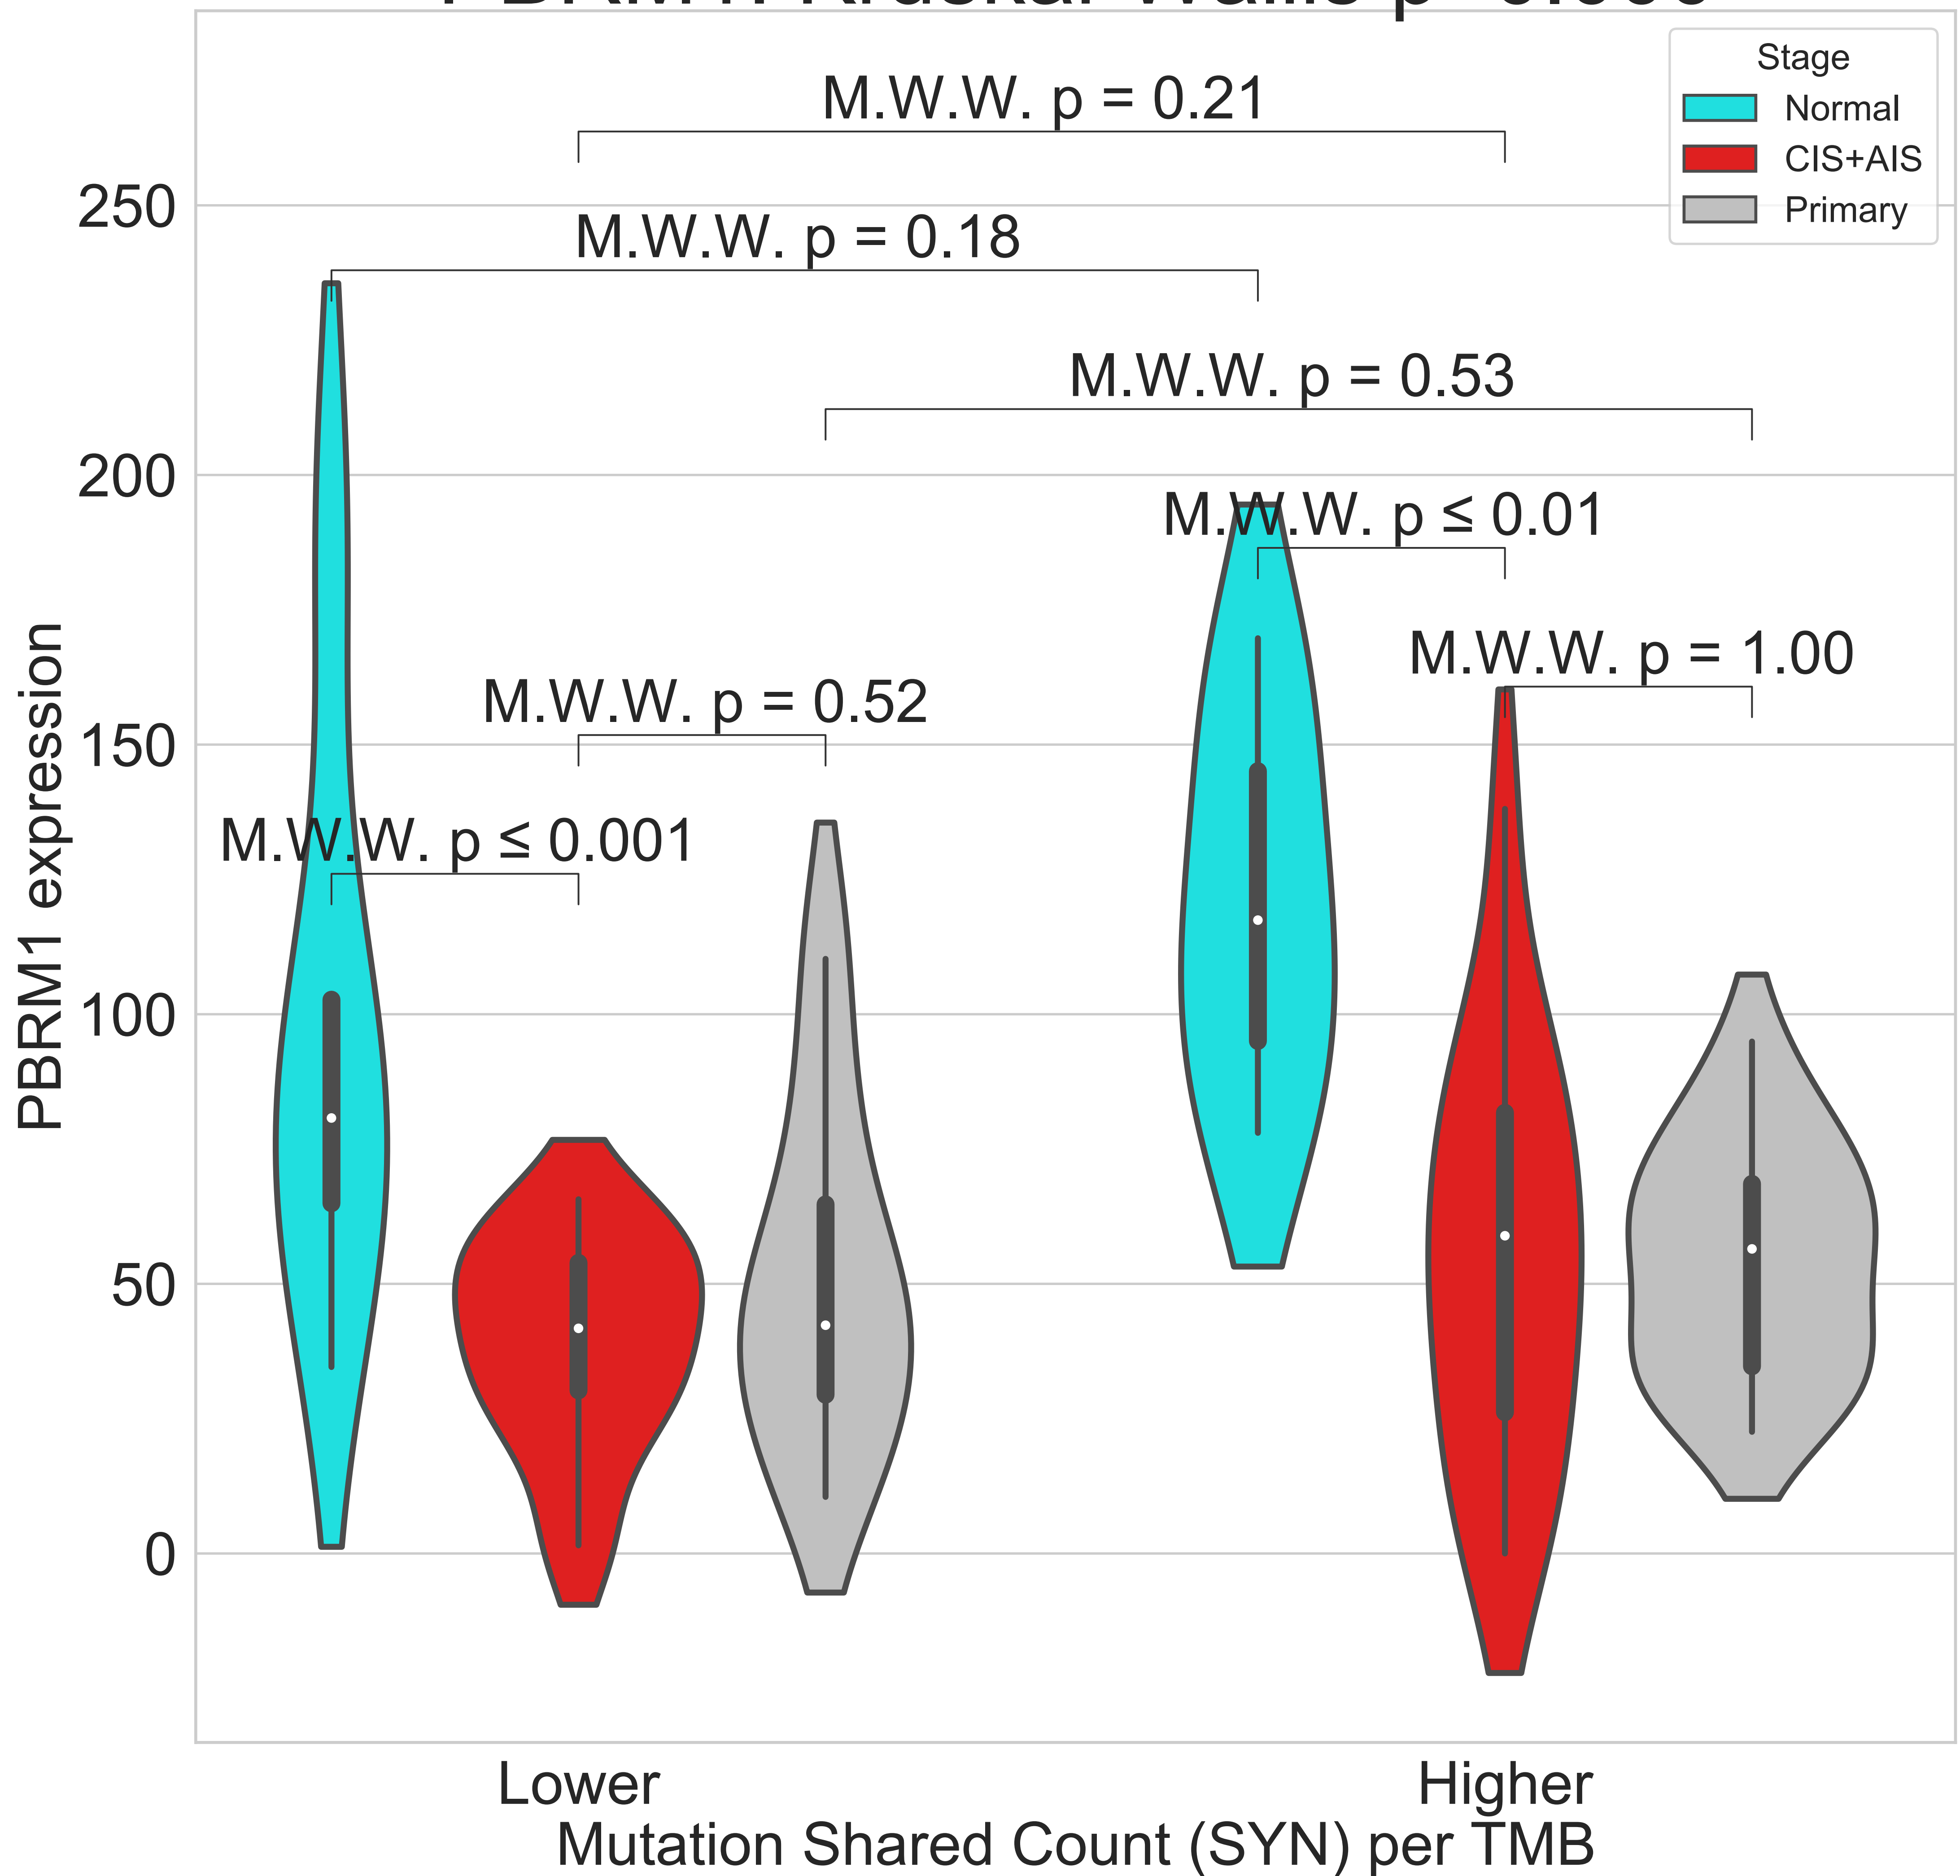 Stage
Normal
CIS+AIS
Primary
M.W.W. p = 0.21
M.W.W. p = 0.18
M.W.W. p = 0.53
M.W.W. p ≤ 0.01
M.W.W. p = 1.00
M.W.W. p = 0.52
M.W.W. p ≤ 0.001
250
200
150
100
50
0
PBRM1 expression
Lower
Higher
Mutation Shared Count (SYN) per TMB